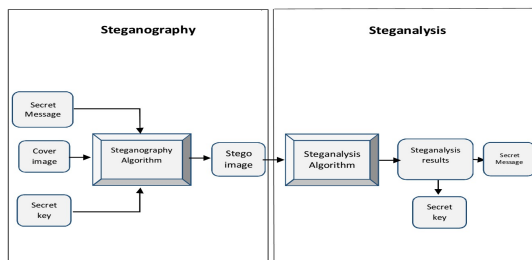 Steganography
Secret
Message
Cover
image
Secret
key
Steganography
Algorithm
Stego
image
Steganalysis
Steganalysis
Algorithm
Steganalysis
results
Secret
Message
Secret
key